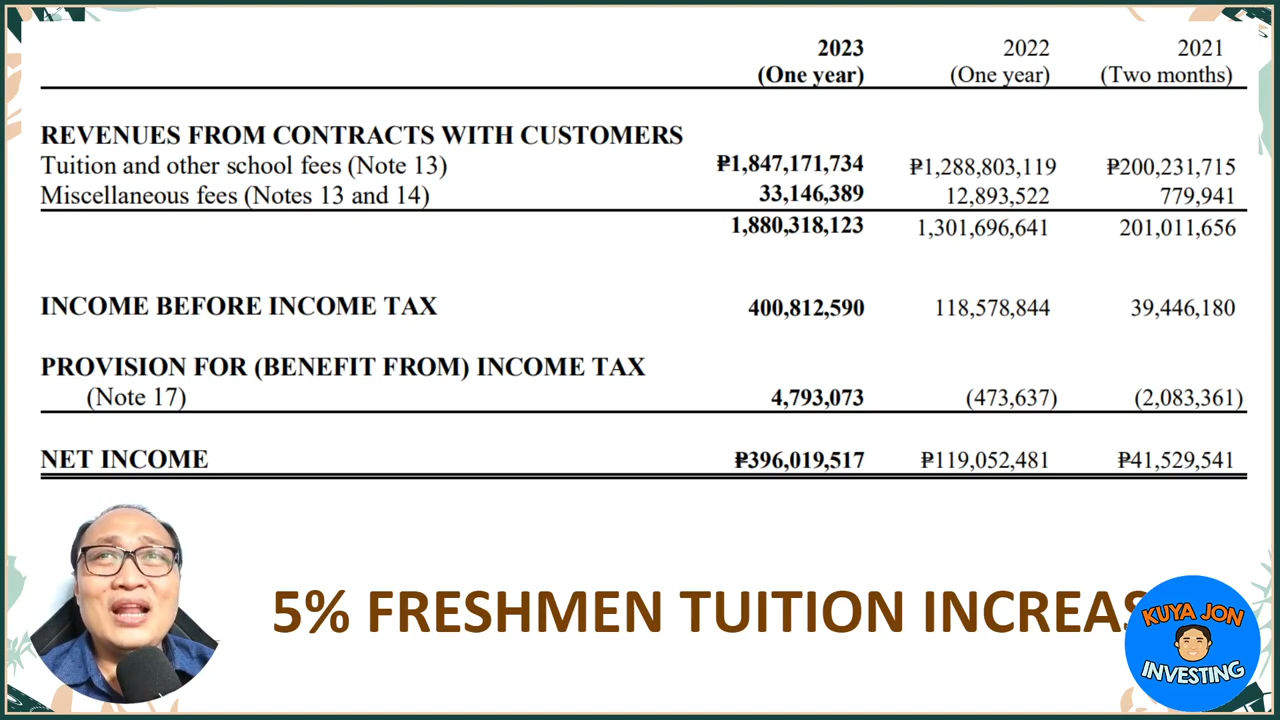 2023 2022 2021
(One year) (One year) (Two months)
REVENUES FROM CONTRACTS WITH CUSTOMERS
Tuition and other school fees (Note 13) ₱1,847,171,734 ₱1,288,803,119 ₱200,231,715
Miscellaneous fees (Notes 13 and 14) 33,146,389 12,893,522 779,941
1,880,318,123 1,301,696,641 201,011,656
INCOME BEFORE INCOME TAX 400,812,590 118,578,844 39,446,180
PROVISION FOR (BENEFIT FROM) INCOME TAX
(Note 17) 4,793,073 (473,637) (2,083,361)
NET INCOME ₱396,019,517 ₱119,052,481 ₱41,529,541
5% FRESHMEN TUITION INCREAS
KUYA JON
INVESTING